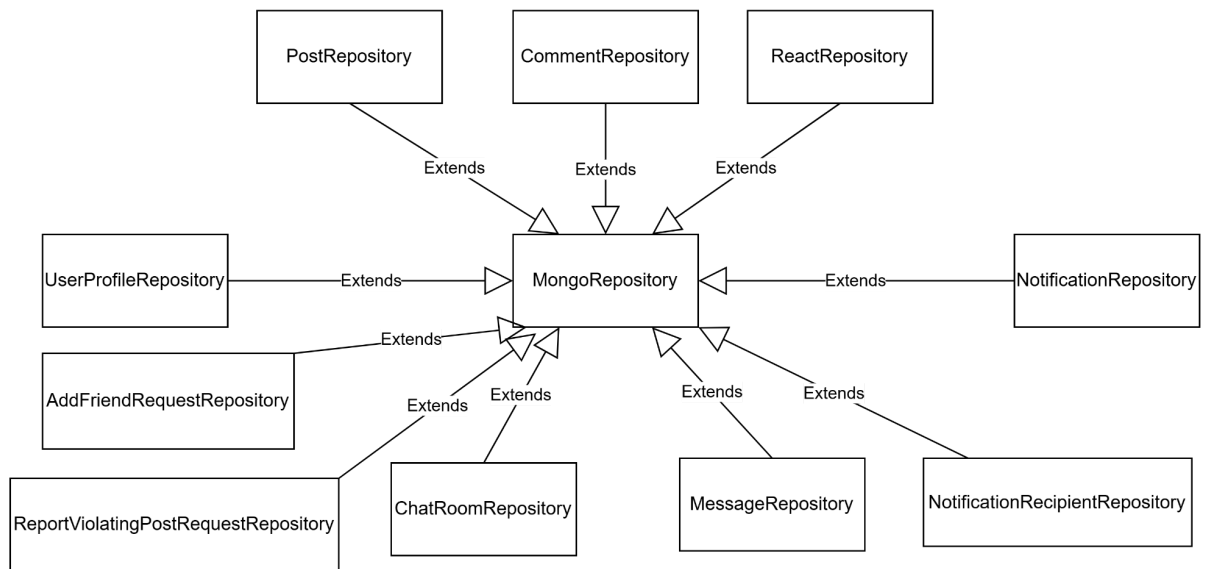 PostRepository
CommentRepository
ReactRepository
Extends
Extends
Extends
UserProfileRepository
Extends
MongoRepository
Extends
NotificationRepository
Extends
AddFriendRequestRepository
Extends
Extends
Extends
Extends
ReportViolatingPostRequestRepository
ChatRoomRepository
MessageRepository
NotificationRecipientRepository